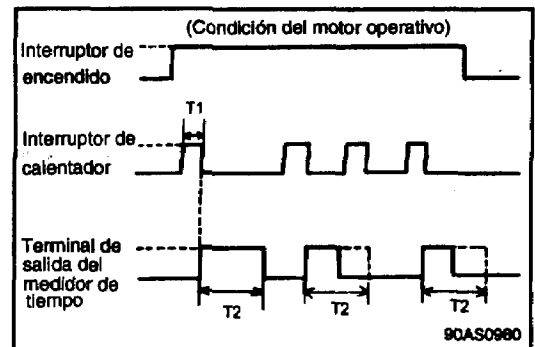 (Condición del motor operativo)
Interruptor de
encendido
T1
Interruptor de
calentador
Terminal de
salida del
medidor de
tiempo
T2
T2
T2
90AS0980